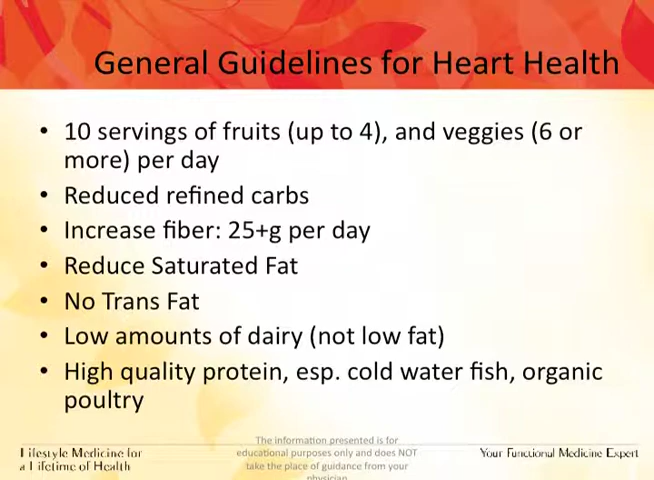 General Guidelines for Heart Health
• 10 servings of fruits (up to 4), and veggies (6 or
more) per day
• Reduced refined carbs
• Increase fiber: 25+g per day
• Reduce Saturated Fat
• No Trans Fat
• Low amounts of dairy (not low fat)
• High quality protein, esp. cold water fish, organic
poultry
Lifestyle Medicine for
a Lifetime of Health
The information presented is for
educational purposes only and does NOT
take the place of guidance from your
physician
Your Functional Medicine Expert